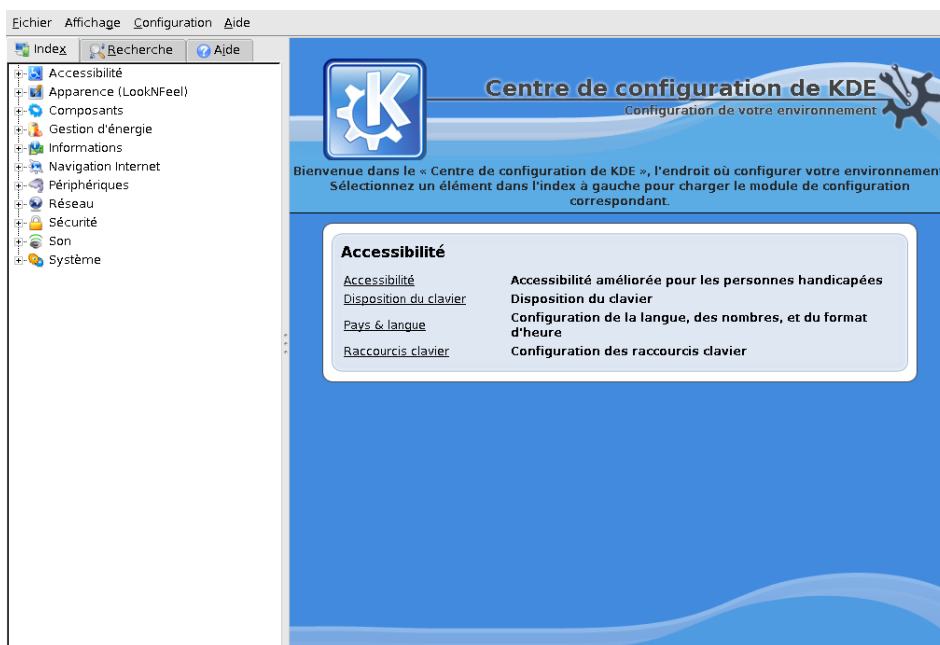 Fichier Affichage Configuration Aide
Index Recherche Aide
Accessibilité
Apparence (LookNFeel)
Composants
Gestion d'énergie
Informations
Navigation Internet
Périphériques
Réseau
Sécurité
Son
Système
Centre de configuration de KDE
Configuration de votre environnement
Bienvenue dans le « Centre de configuration de KDE », l'endroit où configurer votre environnement
Sélectionnez un élément dans l'index à gauche pour charger le module de configuration
correspondant.
Accessibilité
Accessibilité Accessibilité améliorée pour les personnes handicapées
Disposition du clavier Disposition du clavier
Pays & langue Configuration de la langue, des nombres, et du format
d'heure
Raccourcis clavier Configuration des raccourcis clavier